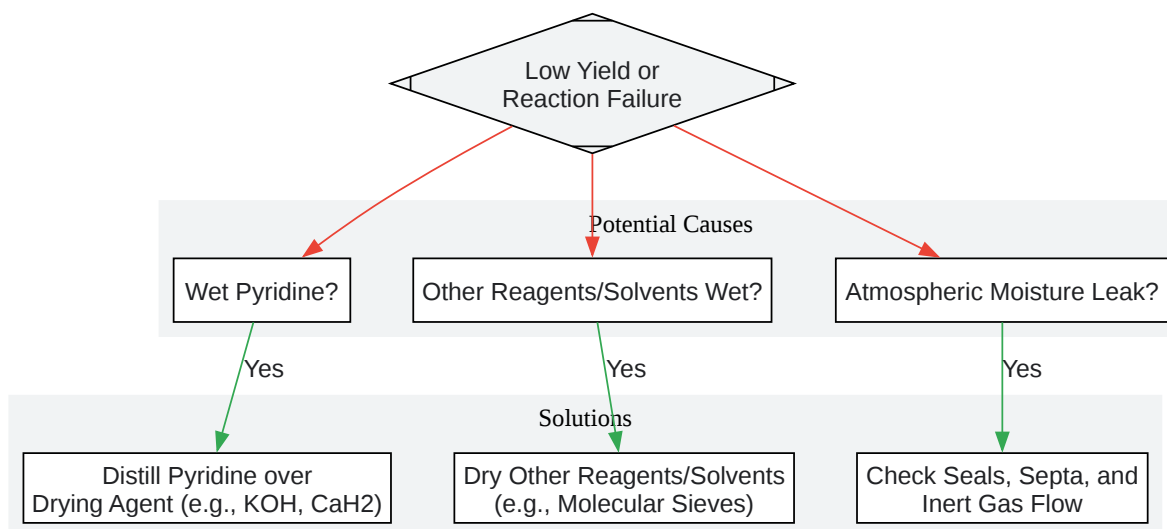 Low Yield or
Reaction Failure
Potential Causes
Wet Pyridine?
Other Reagents/Solvents Wet?
Atmospheric Moisture Leak?
Yes
Yes
Yes
Solutions
Distill Pyridine over
Drying Agent (e.g., KOH, CaH2)
Dry Other Reagents/Solvents
(e.g., Molecular Sieves)
Check Seals, Septa, and
Inert Gas Flow